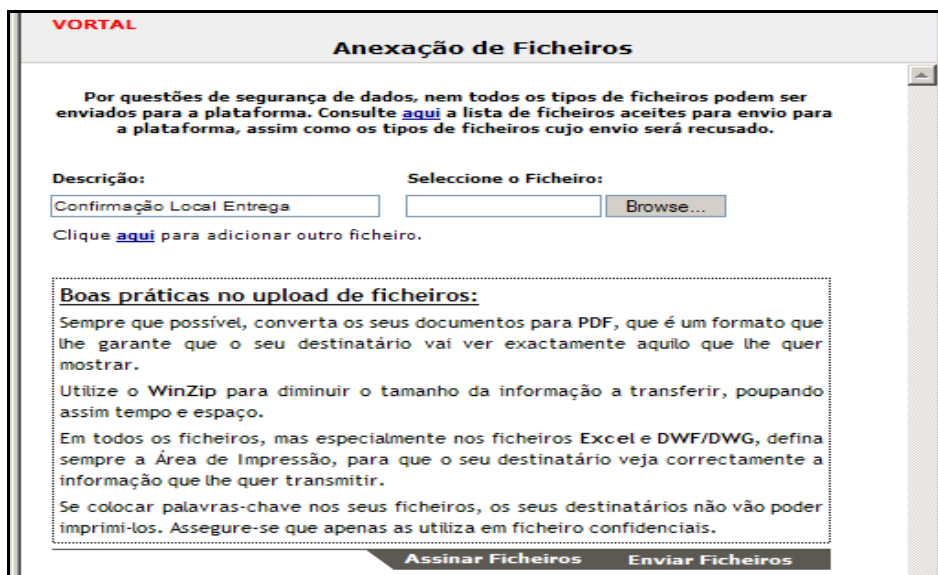 VORTAL
Anexação de Ficheiros
Por questões de segurança de dados, nem todos os tipos de ficheiros podem ser
enviados para a plataforma. Consulte aqui a lista de ficheiros aceites para envio para
a plataforma, assim como os tipos de ficheiros cujo envio será recusado.
Descrição: Seleccione o Ficheiro:
Confirmação Local Entrega Browse...
Clique aqui para adicionar outro ficheiro.
Boas práticas no upload de ficheiros:
Sempre que possível, converta os seus documentos para PDF, que é um formato que
lhe garante que o seu destinatário vai ver exactamente aquilo que lhe quer
mostrar.
Utilize o WinZip para diminuir o tamanho da informação a transferir, poupando
assim tempo e espaço.
Em todos os ficheiros, mas especialmente nos ficheiros Excel e DWF/DWG, defina
sempre a Área de Impressão, para que o seu destinatário veja correctamente a
informação que lhe quer transmitir.
Se colocar palavras-chave nos seus ficheiros, os seus destinatários não vão poder
imprimi-los. Assegure-se que apenas as utiliza em ficheiro confidenciais.
Assinar Ficheiros Enviar Ficheiros